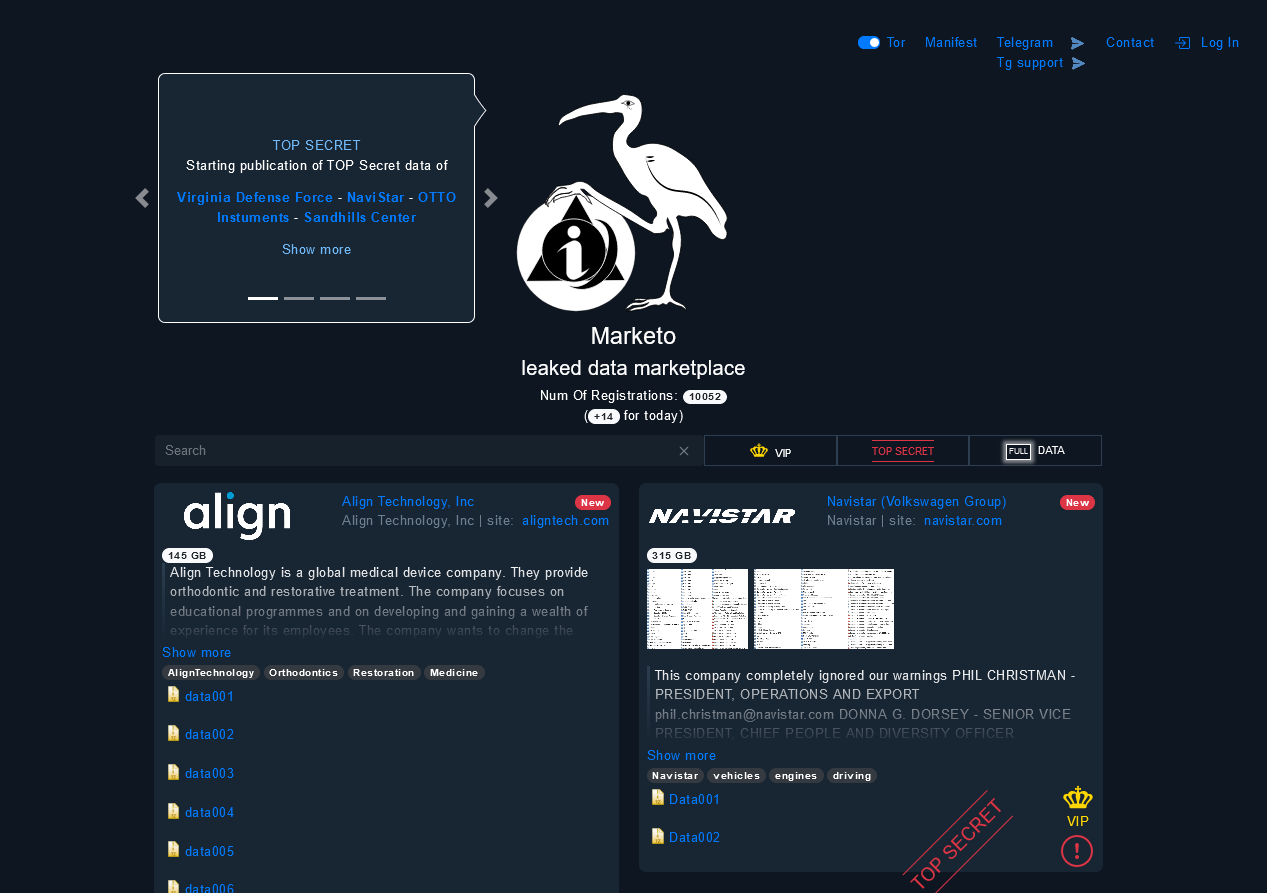 Tor
Manifest
Telegram
Contact
Log In
Tg support
TOP SECRET
Starting publication of TOP Secret data of
Virginia Defense Force - NaviStar - OTTO
Instuments - Sandhills Center
Show more
i
Marketo
leaked data marketplace
Num Of Registrations: 10052
(+14 for today)
Search
VIP
TOP SECRET
FULL DATA
align
Align Technology, Inc
New
Align Technology, Inc | site: aligntech.com
145 GB
Align Technology is a global medical device company. They provide
orthodontic and restorative treatment. The company focuses on
educational programmes and on developing and gaining a wealth of
experience for its employees. The company wants to change the
Show more
AlignTechnology Orthodontics Restoration Medicine
data001
data002
data003
data004
data005
data006
NAVISTAR
Navistar (Volkswagen Group)
New
Navistar | site: navistar.com
315 GB
This company completely ignored our warnings PHIL CHRISTMAN -
PRESIDENT, OPERATIONS AND EXPORT
phil.christman@navistar.com DONNA G. DORSEY - SENIOR VICE
PRESIDENT, CHIEF PEOPLE AND DIVERSITY OFFICER
Show more
Navistar vehicles engines driving
Data001
Data002
TOP SECRET
VIP
!